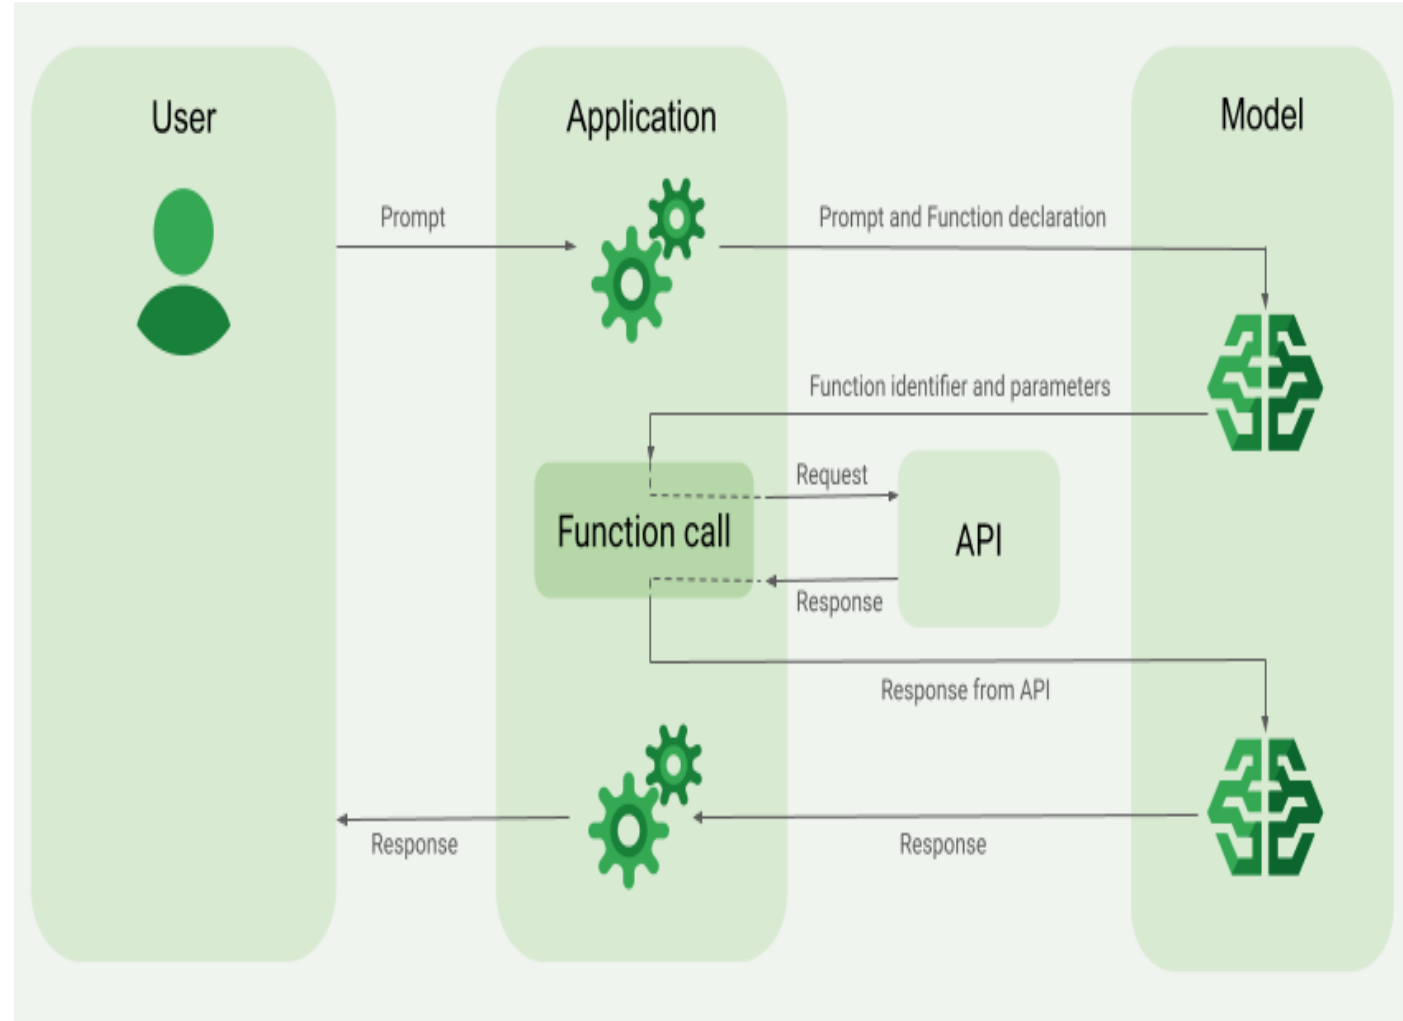 User
Application
Model
Prompt
Prompt and Function declaration
Function identifier and parameters
Request
Function call
API
Response
Response from API
Response
Response